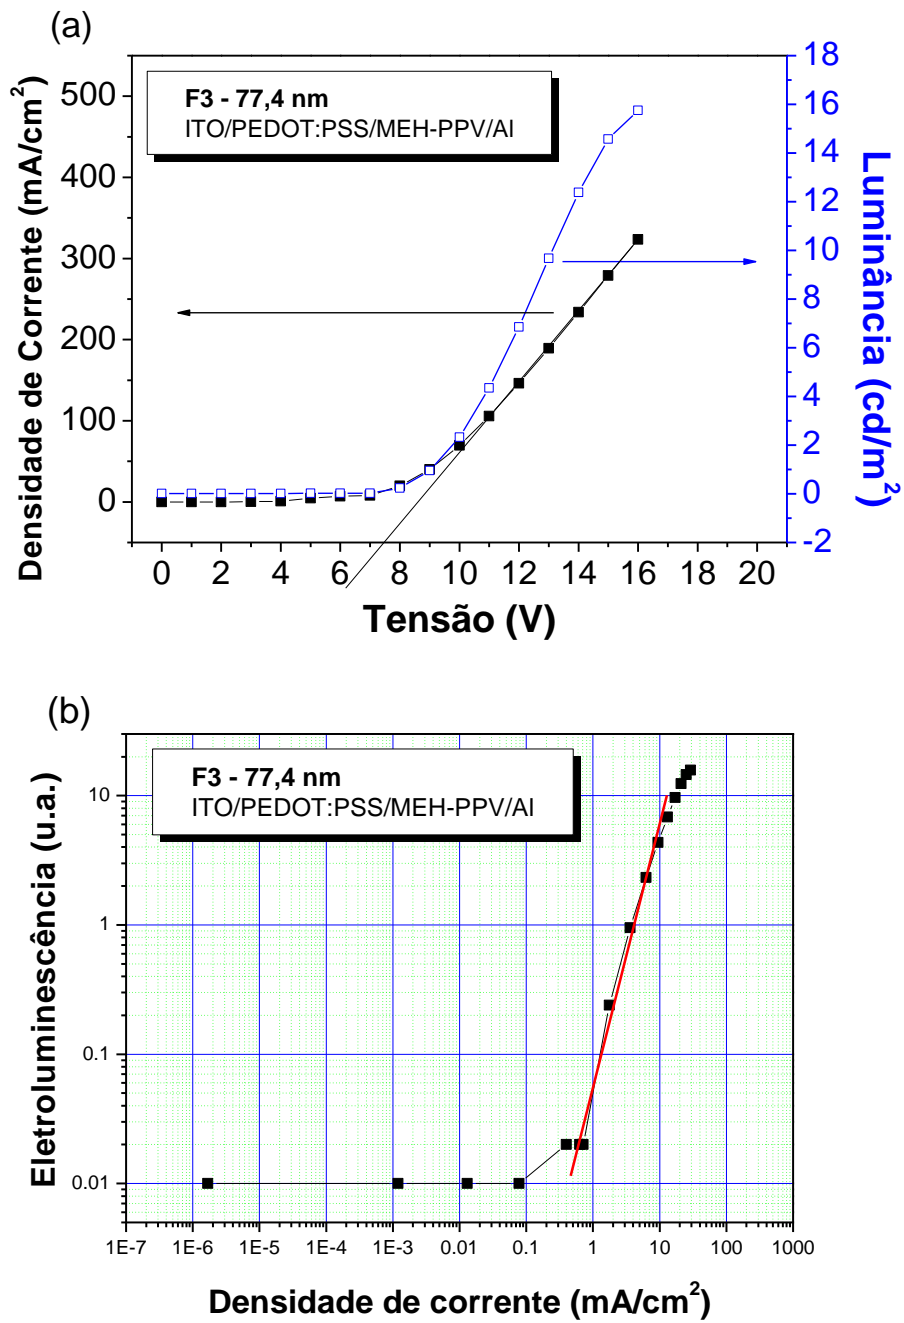 (a)
F3 - 77,4 nm
ITO/PEDOT:PSS/MEH-PPV/Al
Densidade de Corrente (mA/cm²)
500
400
300
200
100
0
Luminância (cd/m²)
18
16
14
12
10
8
6
4
2
0
-2
0 2 4 6 8 10 12 14 16 18 20
Tensão (V)
(b)
F3 - 77,4 nm
ITO/PEDOT:PSS/MEH-PPV/Al
Eletroluminescência (u.a.)
10
1
0.1
0.01
1E-7 1E-6 1E-5 1E-4 1E-3 0.01 0.1 1 10 100 1000
Densidade de corrente (mA/cm²)